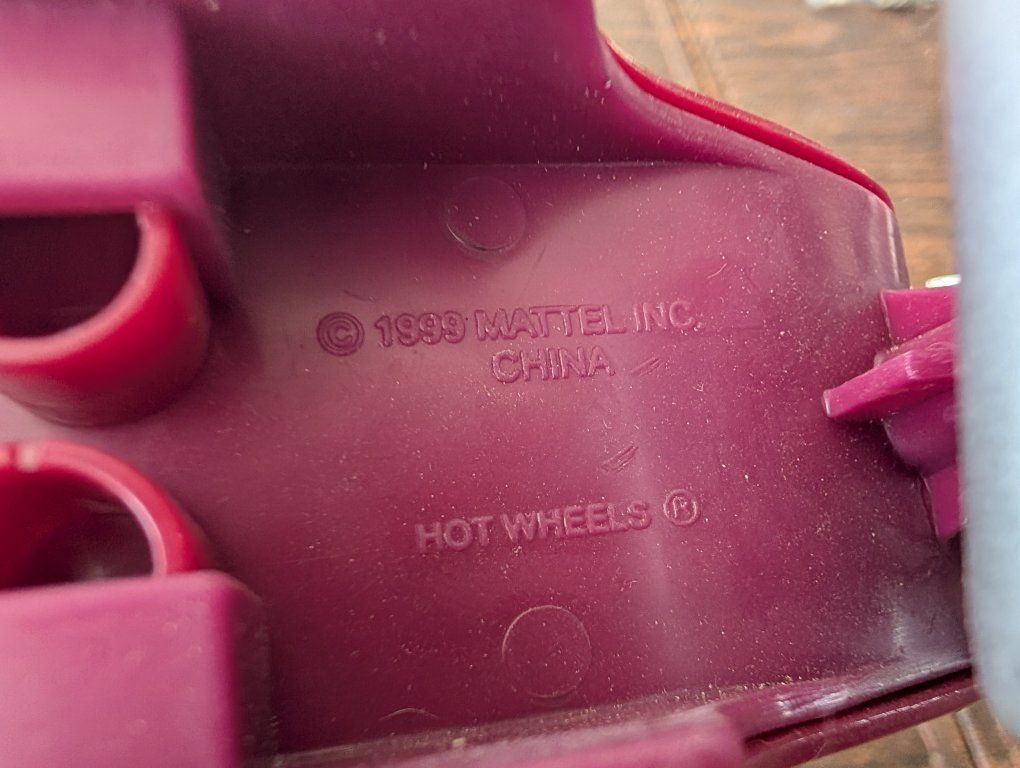 © 1999 MATTEL INC.
CHINA
HOT WHEELS ®